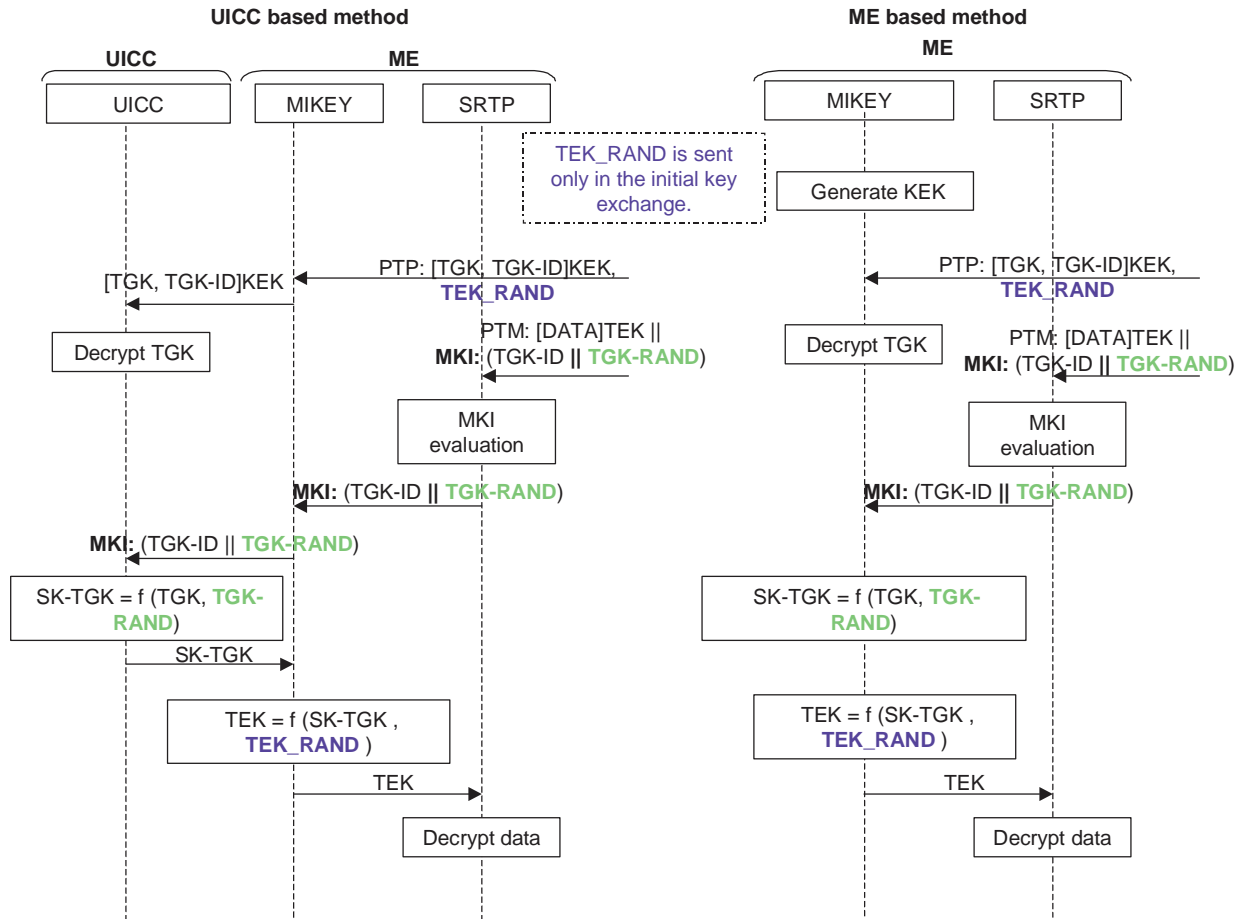 UICC based method
UICC
ME
UICC
MIKEY
SRTP
TEK_RAND is sent
only in the initial key
exchange.
PTP: [TGK, TGK-ID]KEK,
TEK_RAND
[TGK, TGK-ID]KEK
Decrypt TGK
PTM: [DATA]TEK ||
MKI: (TGK-ID || TGK-RAND)
MKI
evaluation
MKI: (TGK-ID || TGK-RAND)
MKI: (TGK-ID || TGK-RAND)
SK-TGK = f (TGK, TGK-
RAND)
SK-TGK
TEK = f (SK-TGK ,
TEK_RAND )
TEK
Decrypt data
ME based method
ME
MIKEY
SRTP
Generate KEK
PTP: [TGK, TGK-ID]KEK,
TEK_RAND
Decrypt TGK
PTM: [DATA]TEK ||
MKI: (TGK-ID || TGK-RAND)
MKI
evaluation
MKI: (TGK-ID || TGK-RAND)
SK-TGK = f (TGK, TGK-
RAND)
TEK = f (SK-TGK ,
TEK_RAND )
TEK
Decrypt data